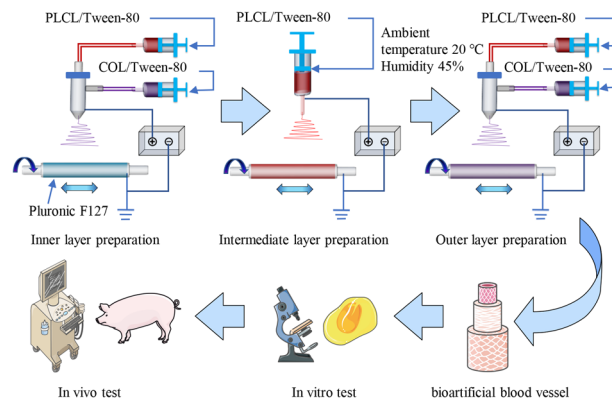 PLCL/Tween-80
COL/Tween-80
Pluronic F127
Inner layer preparation
PLCL/Tween-80
Ambient
temperature 20 ℃
Humidity 45%
Intermediate layer preparation
PLCL/Tween-80
COL/Tween-80
Outer layer preparation
In vivo test
In vitro test
bioartificial blood vessel